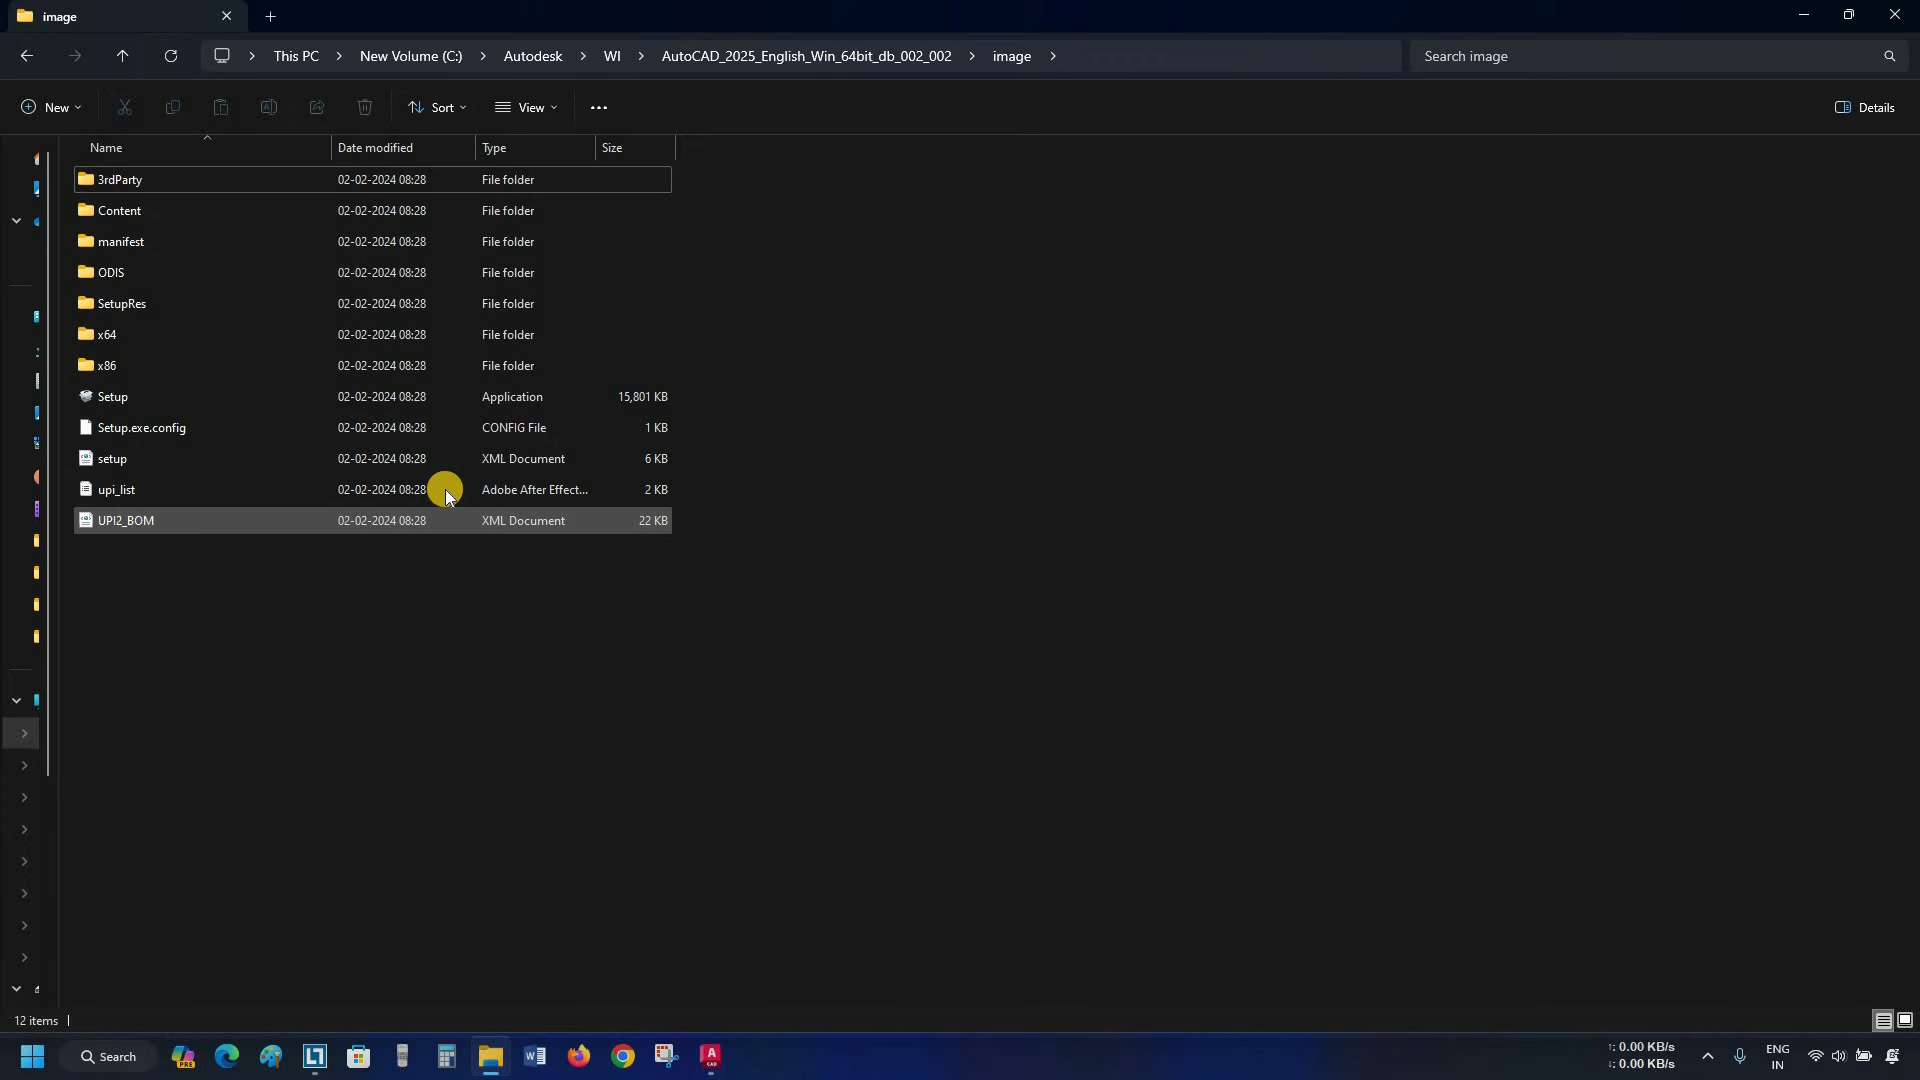 image
This PC > New Volume (C:) > Autodesk > WI > AutoCAD_2025_English_Win_64bit_db_002_002 > image >
Search image
New
Sort
View
Details
Name Date modified Type Size
3rdParty 02-02-2024 08:28 File folder
Content 02-02-2024 08:28 File folder
manifest 02-02-2024 08:28 File folder
ODIS 02-02-2024 08:28 File folder
SetupRes 02-02-2024 08:28 File folder
x64 02-02-2024 08:28 File folder
x86 02-02-2024 08:28 File folder
Setup 02-02-2024 08:28 Application 15,801 KB
Setup.exe.config 02-02-2024 08:28 CONFIG File 1 KB
setup 02-02-2024 08:28 XML Document 6 KB
upi_list 02-02-2024 08:28 Adobe After Effect... 2 KB
UPI2_BOM 02-02-2024 08:28 XML Document 22 KB
12 items
Search
PRE
A
CAD
↑: 0.00 KB/s
↓: 0.00 KB/s
ENG
IN